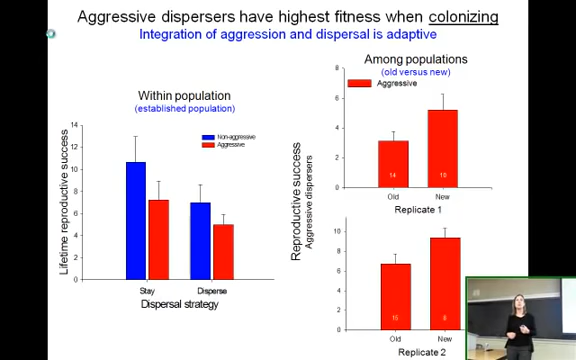 Aggressive dispersers have highest fitness when colonizing
Integration of aggression and dispersal is adaptive
Within population
(established population)
Lifetime reproductive success
14
12
10
8
6
4
2
0
Non-aggressive
Aggressive
Stay
Disperse
Dispersal strategy
Among populations
(old versus new)
Reproductive success
Aggressive dispersers
8
6
4
2
0
Aggressive
14
Old
New
Replicate 1
10
8
6
4
2
0
Old
New
Replicate 2